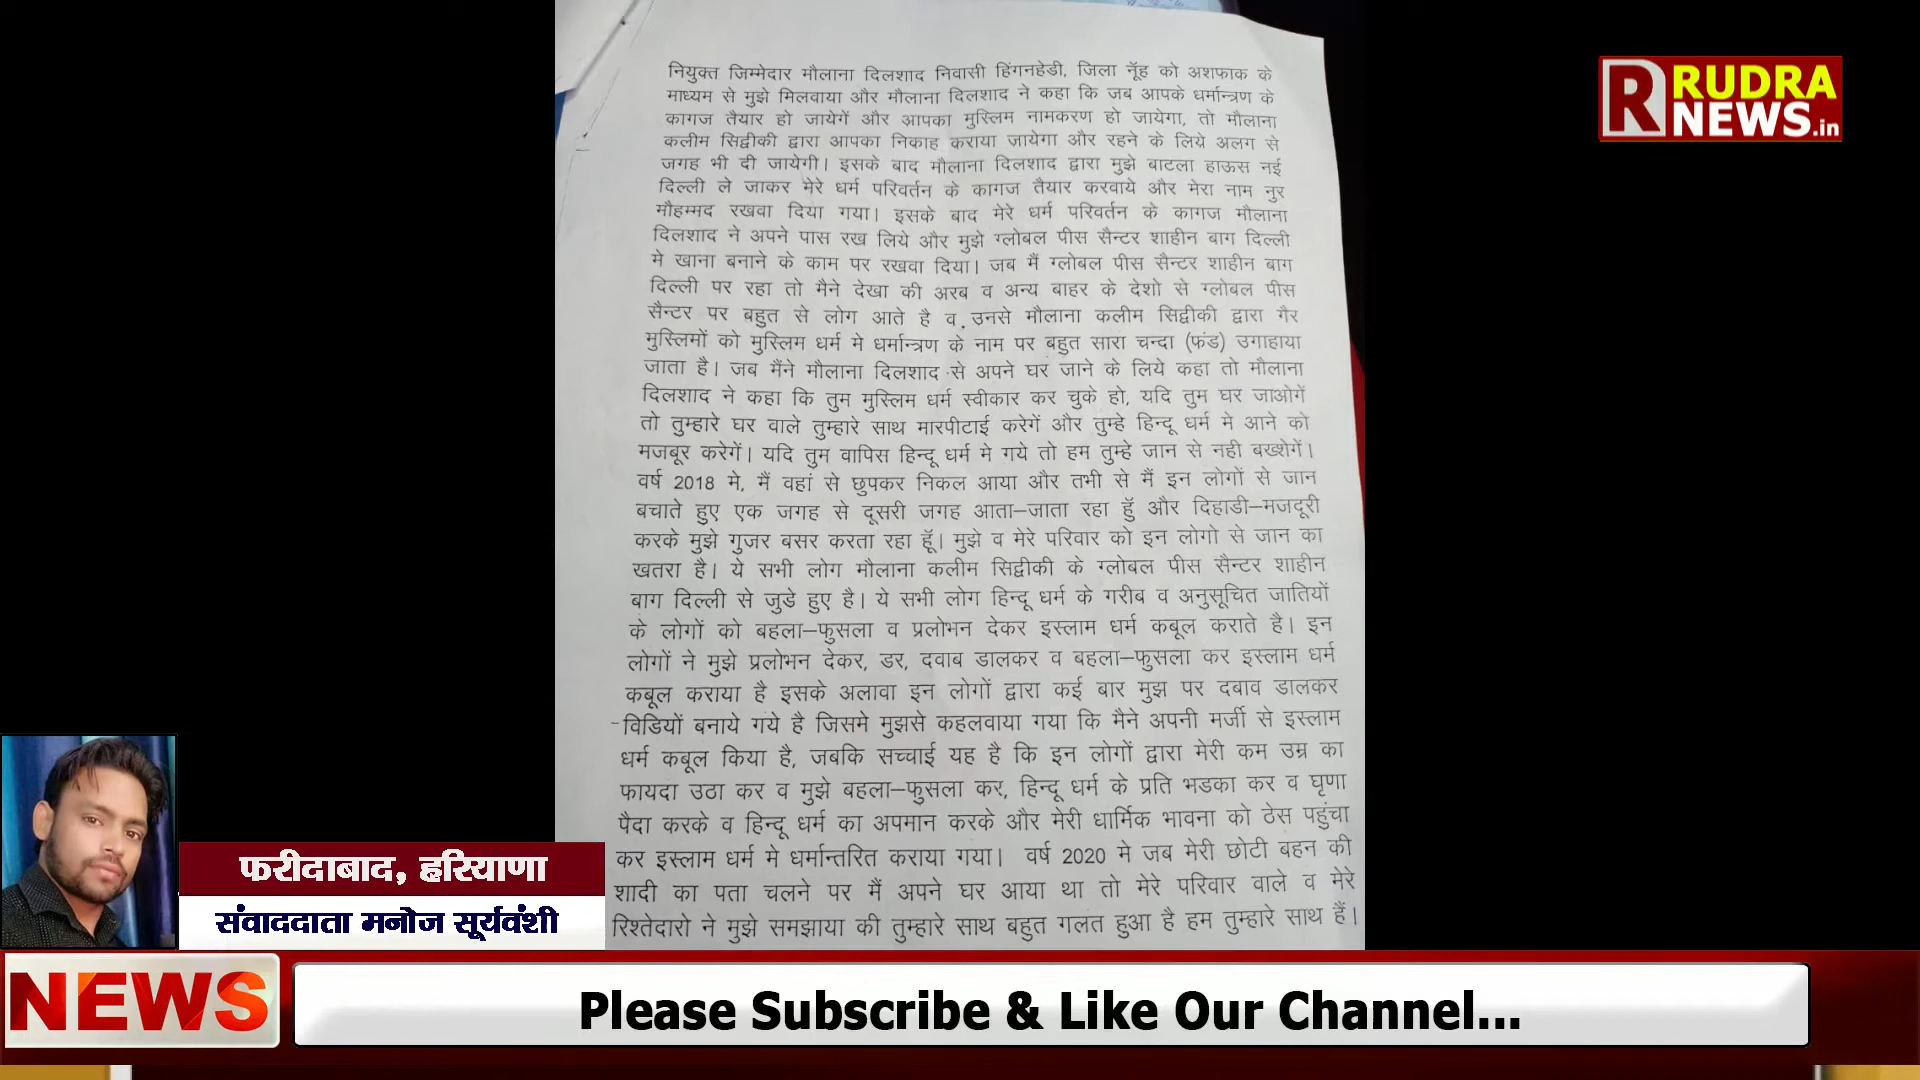 नियुक्त जिम्मेदार मौलाना दिलशाद निवासी हिंगनहेडी, जिला नूँह को अशफाक के
माध्यम से मुझे मिलवाया और मौलाना दिलशाद ने कहा कि जब आपके धर्मान्त्रण के
कागज तैयार हो जायेगें और आपका मुस्लिम नामकरण हो जायेगा, तो मौलाना
कलीम सिद्वीकी द्वारा आपका निकाह कराया जायेगा और रहने के लिये अलग से
जगह भी दी जायेगी। इसके बाद मौलाना दिलशाद द्वारा मुझे बाटला हाऊस नई
दिल्ली ले जाकर मेरे धर्म परिवर्तन के कागज तैयार करवाये और मेरा नाम नुर
मौहम्मद रखवा दिया गया। इसके बाद मेरे धर्म परिवर्तन के कागज मौलाना
दिलशाद ने अपने पास रख लिये और मुझे ग्लोबल पीस सैन्टर शाहीन बाग दिल्ली
मे खाना बनाने के काम पर रखवा दिया। जब मैं ग्लोबल पीस सैन्टर शाहीन बाग
दिल्ली पर रहा तो मैने देखा की अरब व अन्य बाहर के देशो से ग्लोबल पीस
सैन्टर पर बहुत से लोग आते है व उनसे मौलाना कलीम सिद्वीकी द्वारा गैर
मुस्लिमों को मुस्लिम धर्म मे धर्मान्त्रण के नाम पर बहुत सारा चन्दा (फंड) उगाहाया
जाता है। जब मैंने मौलाना दिलशाद से अपने घर जाने के लिये कहा तो मौलाना
दिलशाद ने कहा कि तुम मुस्लिम धर्म स्वीकार कर चुके हो, यदि तुम घर जाओगें
तो तुम्हारे घर वाले तुम्हारे साथ मारपीटाई करेगें और तुम्हे हिन्दू धर्म मे आने को
मजबूर करेगें। यदि तुम वापिस हिन्दू धर्म मे गये तो हम तुम्हे जान से नही बख्शेगें।
वर्ष 2018 मे, मैं वहां से छुपकर निकल आया और तभी से मैं इन लोगों से जान
बचाते हुए एक जगह से दूसरी जगह आता–जाता रहा हुँ और दिहाडी–मजदूरी
करके मुझे गुजर बसर करता रहा हूँ। मुझे व मेरे परिवार को इन लोगो से जान का
खतरा है। ये सभी लोग मौलाना कलीम सिद्वीकी के ग्लोबल पीस सैन्टर शाहीन
बाग दिल्ली से जुडे हुए है। ये सभी लोग हिन्दू धर्म के गरीब व अनुसूचित जातियों
के लोगों को बहला–फुसला व प्रलोभन देकर इस्लाम धर्म कबूल कराते है। इन
लोगों ने मुझे प्रलोभन देकर, डर, दवाब डालकर व बहला–फुसला कर इस्लाम धर्म
कबूल कराया है इसके अलावा इन लोगों द्वारा कई बार मुझ पर दबाव डालकर
विडियों बनाये गये है जिसमे मुझसे कहलवाया गया कि मैने अपनी मर्जी से इस्लाम
धर्म कबूल किया है, जबकि सच्चाई यह है कि इन लोगों द्वारा मेरी कम उम्र का
फायदा उठा कर व मुझे बहला–फुसला कर, हिन्दू धर्म के प्रति भडका कर व घृणा
पैदा करके व हिन्दू धर्म का अपमान करके और मेरी धार्मिक भावना को ठेस पहुंचा
कर इस्लाम धर्म मे धर्मान्तरित कराया गया। वर्ष 2020 मे जब मेरी छोटी बहन की
शादी का पता चलने पर मैं अपने घर आया था तो मेरे परिवार वाले व मेरे
रिश्तेदारो ने मुझे समझाया की तुम्हारे साथ बहुत गलत हुआ है हम तुम्हारे साथ हैं।
R RUDRA
NEWS.in
फरीदाबाद, हरियाणा
संवाददाता मनोज सूर्यवंशी
NEWS
Please Subscribe & Like Our Channel...